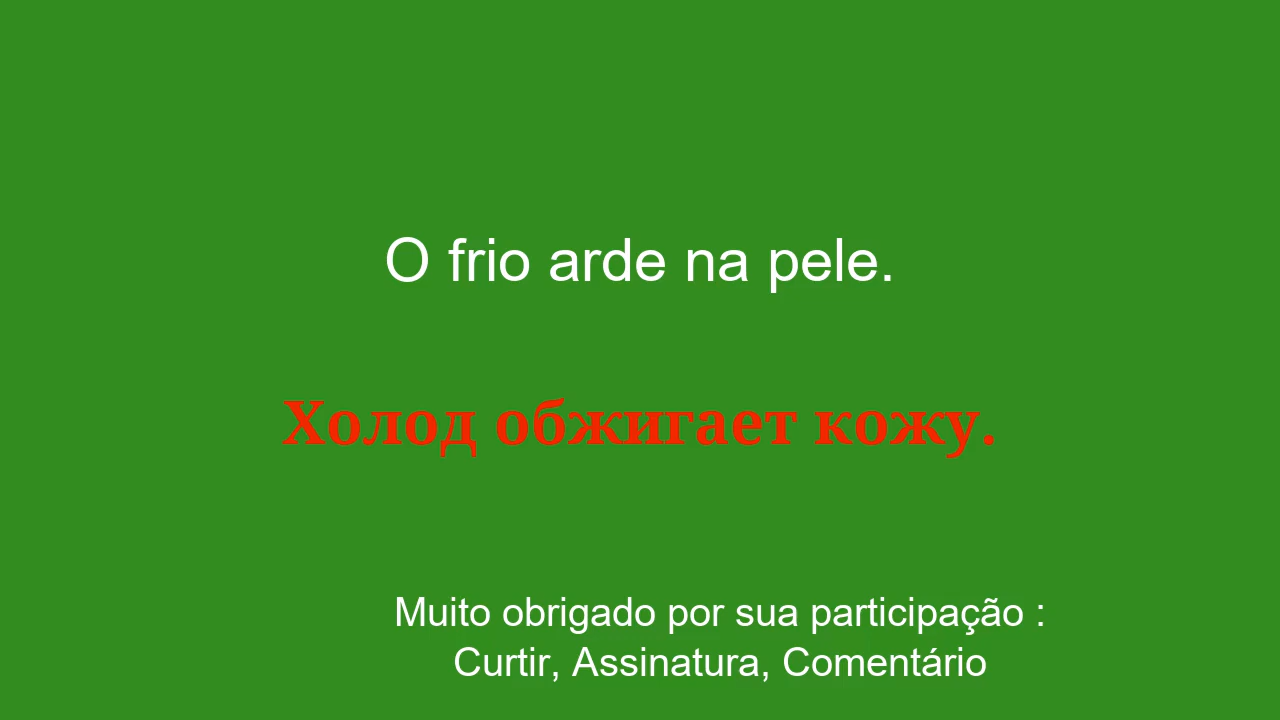 O frio arde na pele.
Холод обжигает кожу.
Muito obrigado por sua participação :
Curtir, Assinatura, Comentário